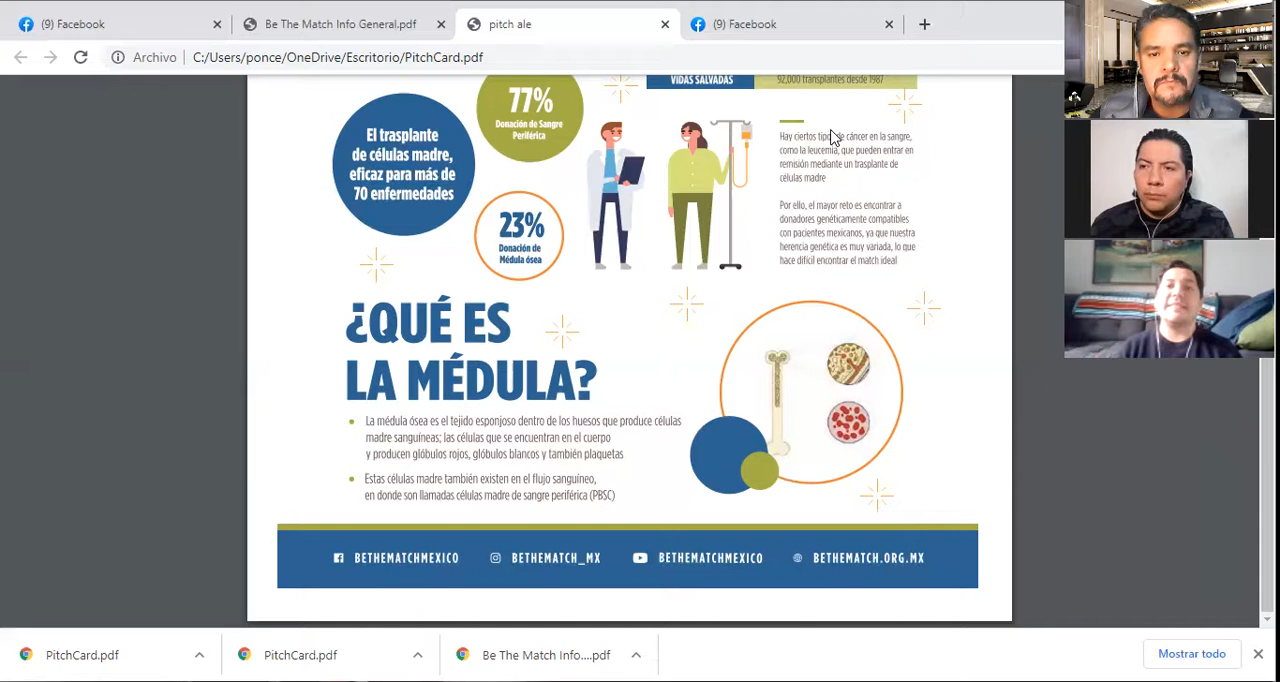 (9) Facebook
Be The Match Info General.pdf
pitch ale
(9) Facebook
Archivo
C:/Users/ponce/OneDrive/Escritorio/PitchCard.pdf
VIDAS SALVADAS
92,000 transplantes desde 1987
77%
Donación de Sangre
Periférica
El trasplante
de células madre,
eficaz para más de
70 enfermedades
23%
Donación de
Médula ósea
Hay ciertos tipos de cáncer en la sangre,
como la leucemia, que pueden entrar en
remisión mediante un trasplante de
células madre
Por ello, el mayor reto es encontrar a
donadores genéticamente compatibles
con pacientes mexicanos, ya que nuestra
herencia genética es muy variada, lo que
hace difícil encontrar el match ideal
¿QUÉ ES
LA MÉDULA?
La médula ósea es el tejido esponjoso dentro de los huesos que produce células
madre sanguíneas; las células que se encuentran en el cuerpo
y producen glóbulos rojos, glóbulos blancos y también plaquetas
Estas células madre también existen en el flujo sanguíneo,
en donde son llamadas células madre de sangre periférica (PBSC)
BETHEMATCHMEXICO
BETHEMATCH_MX
BETHEMATCHMEXICO
BETHEMATCH.ORG.MX
PitchCard.pdf
PitchCard.pdf
Be The Match Info....pdf
Mostrar todo